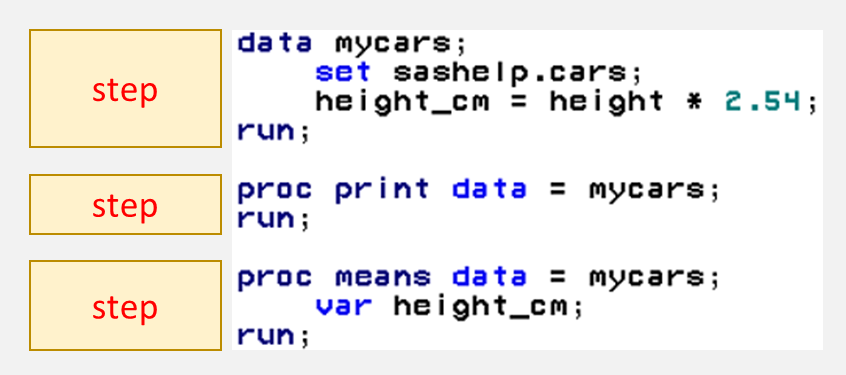 step
data mycars;
set sashelp.cars;
height_cm = height * 2.54;
run;
step
proc print data = mycars;
run;
step
proc means data = mycars;
var height_cm;
run;